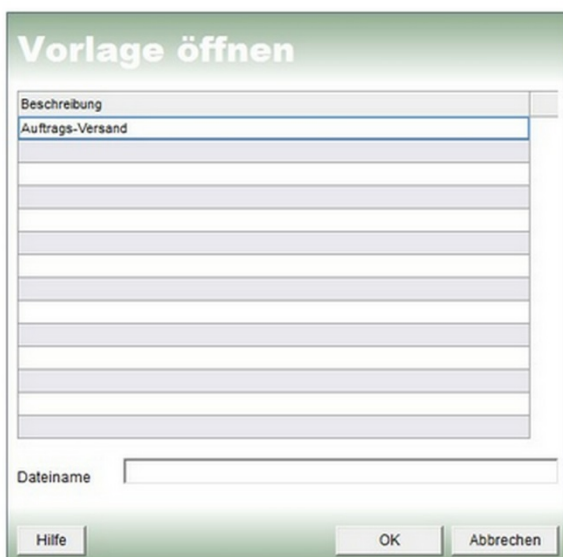 Vorlage öffnen
Beschreibung
Auftrags-Versand
Dateiname
Hilfe OK Abbrechen